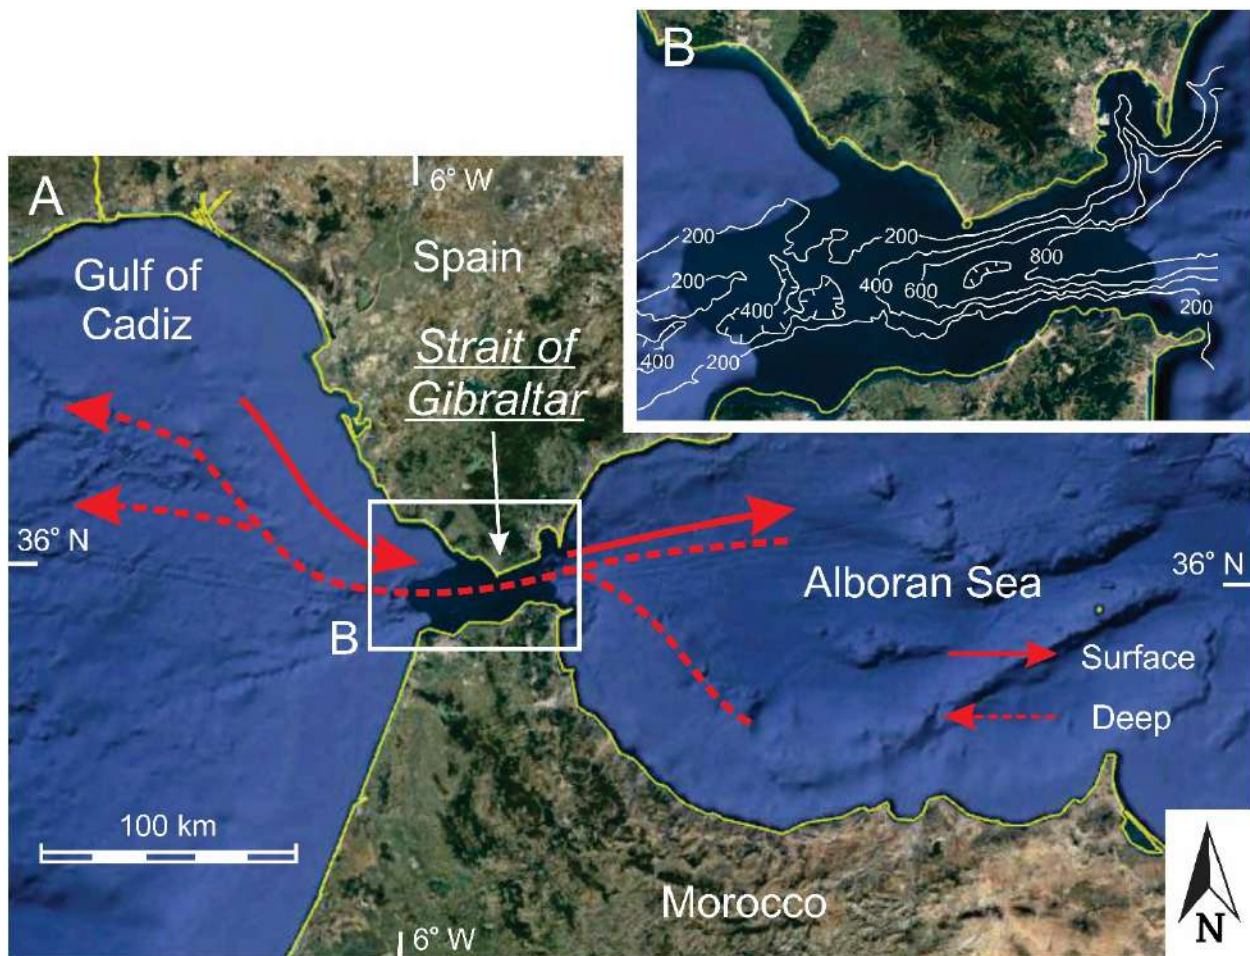 A
6° W
Spain
Gulf of
Cadiz
Strait of
Gibraltar
36° N
B
Alboran Sea
36° N
Surface
Deep
100 km
Morocco
6° W
N
B
200
200
800
200
400
600
400
200
400
200